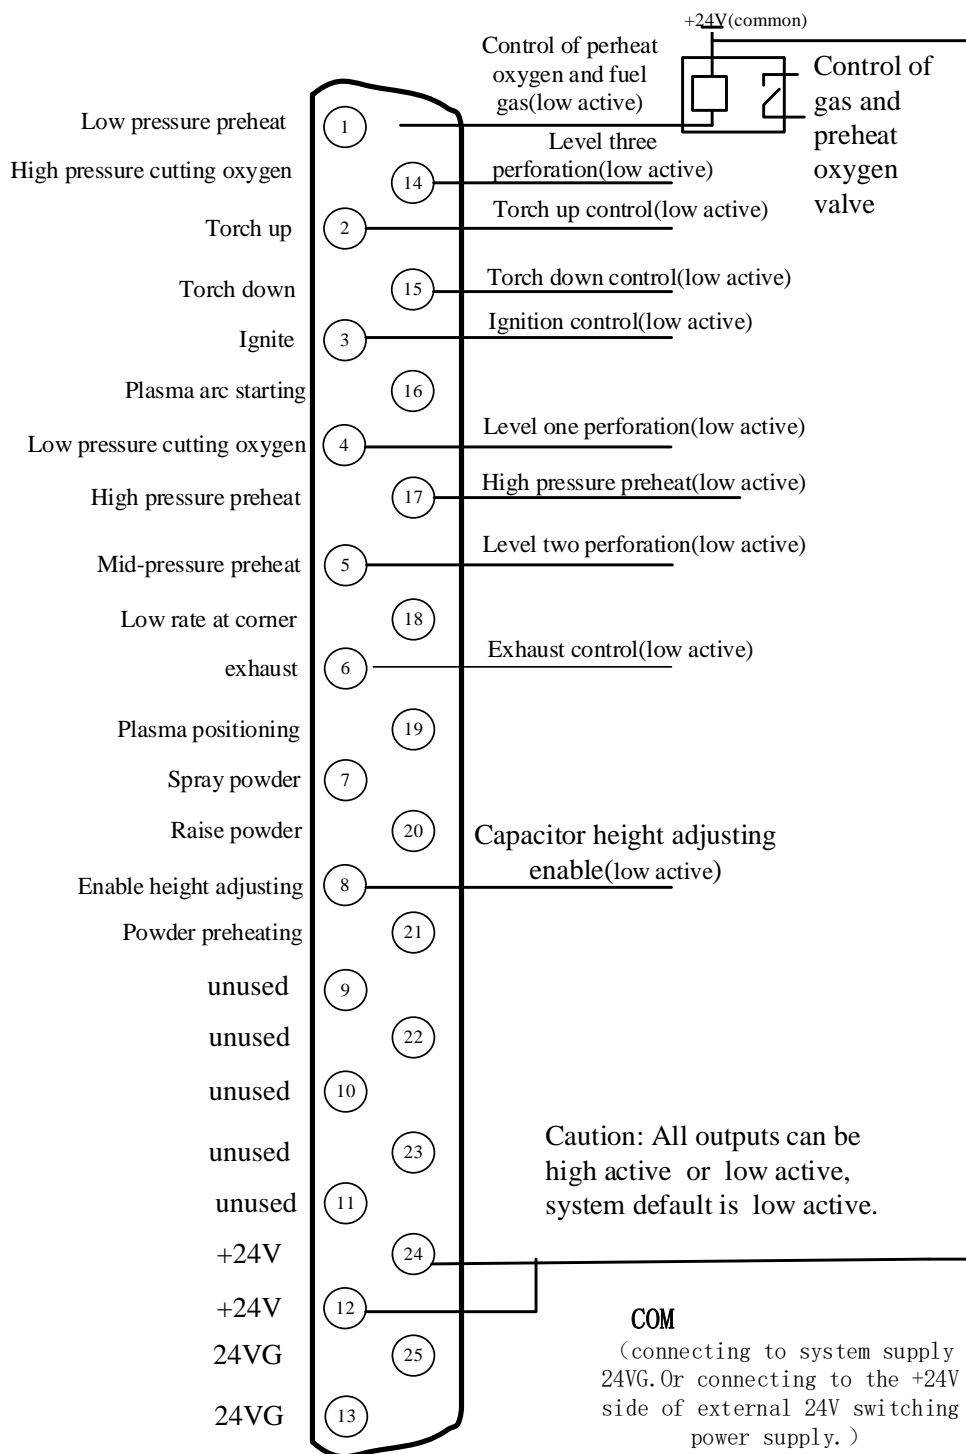 +24V(common)
Control of perheat
oxygen and fuel
gas(low active)
Control of
gas and
preheat
oxygen
valve
Low pressure preheat
1
Level three
perforation(low active)
High pressure cutting oxygen
14
Torch up
2
Torch up control(low active)
Torch down
15
Torch down control(low active)
Ignite
3
Ignition control(low active)
Plasma arc starting
16
Low pressure cutting oxygen
4
Level one perforation(low active)
High pressure preheat
17
High pressure preheat(low active)
Mid-pressure preheat
5
Level two perforation(low active)
Low rate at corner
18
exhaust
6
Exhaust control(low active)
Plasma positioning
19
Spray powder
7
Raise powder
20
Capacitor height adjusting
enable(low active)
Enable height adjusting
8
Powder preheating
21
unused
9
unused
22
unused
10
unused
23
unused
11
Caution: All outputs can be
high active or low active,
system default is low active.
+24V
24
+24V
12
24VG
25
24VG
13
COM
(connecting to system supply
24VG.Or connecting to the +24V
side of external 24V switching
power supply.)